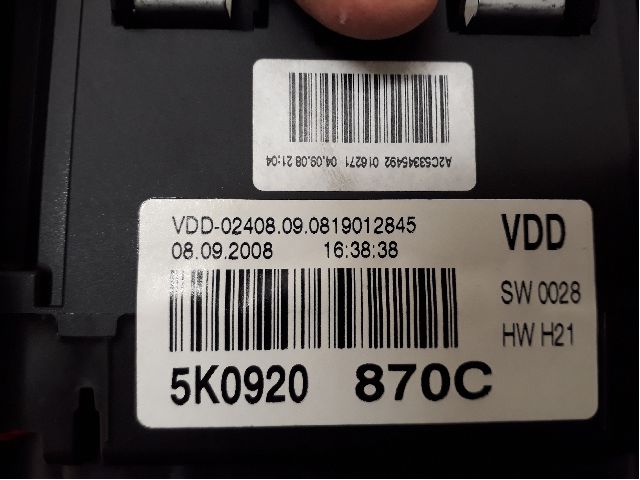 A2C53345492 016271 04.09.08 21:04
VDD-02408.09.0819012845
08.09.2008 16:38:38
VDD
SW 0028
HW H21
5K0920 870C